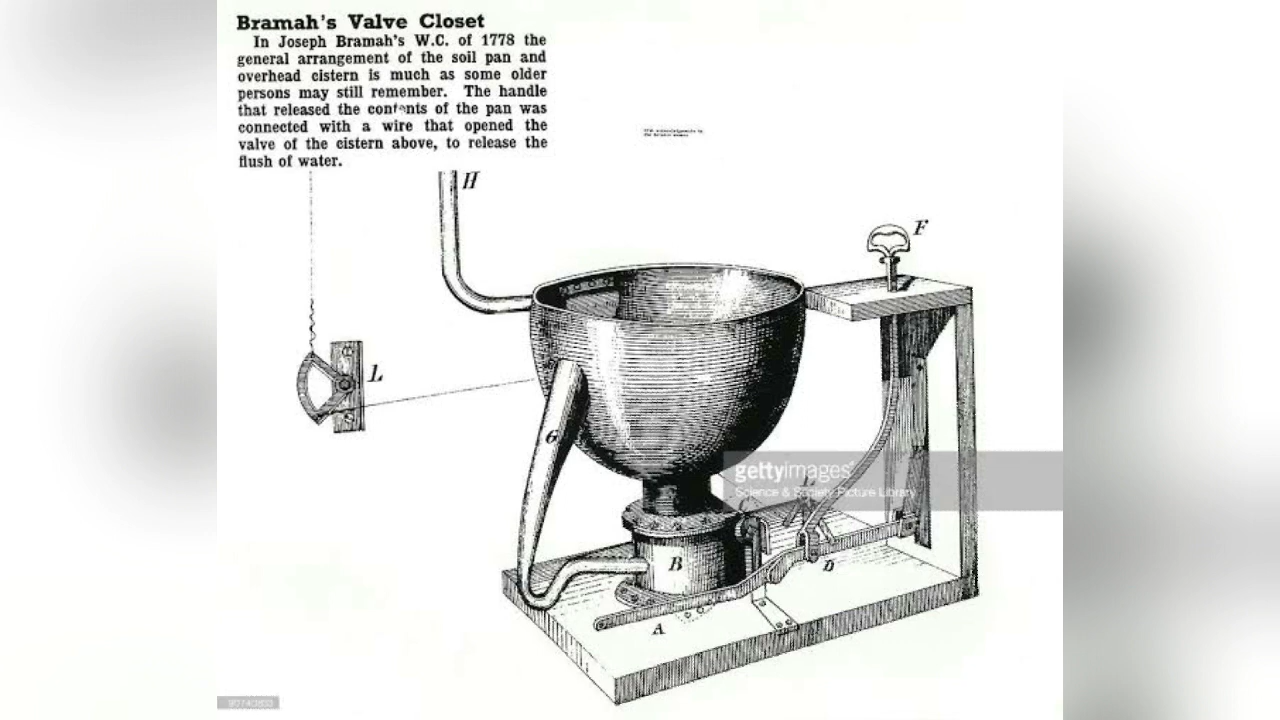 Bramah's Valve Closet
In Joseph Bramah's W.C. of 1778 the
general arrangement of the soil pan and
overhead cistern is much as some older
persons may still remember. The handle
that released the contents of the pan was
connected with a wire that opened the
valve of the cistern above, to release the
flush of water.
H
F
L
G
gettyimages
Science & Society Picture Library
B
D
A